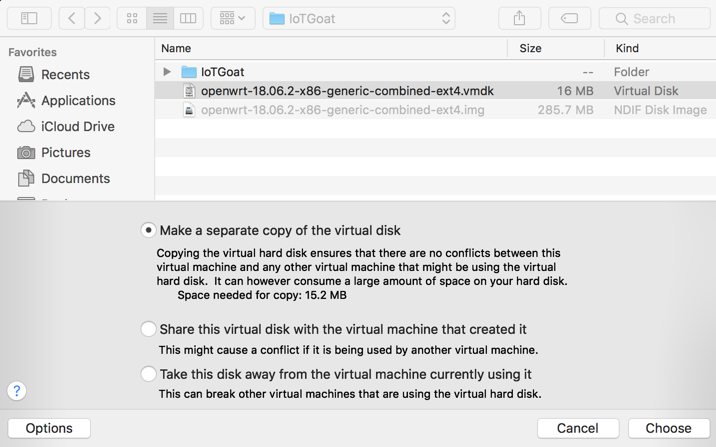 IoTGoat
Search
Favorites
Recents
Applications
iCloud Drive
Pictures
Documents
Name Size Kind
IoTGoat -- Folder
openwrt-18.06.2-x86-generic-combined-ext4.vmdk 16 MB Virtual Disk
openwrt-18.06.2-x86-generic-combined-ext4.img 285.7 MB NDIF Disk Image
Make a separate copy of the virtual disk
Copying the virtual hard disk ensures that there are no conflicts between this
virtual machine and any other virtual machine that might be using the virtual
hard disk. It can however consume a large amount of space on your hard disk.
Space needed for copy: 15.2 MB
Share this virtual disk with the virtual machine that created it
This might cause a conflict if it is being used by another virtual machine.
Take this disk away from the virtual machine currently using it
This can break other virtual machines that are using the virtual hard disk.
?
Options Cancel Choose